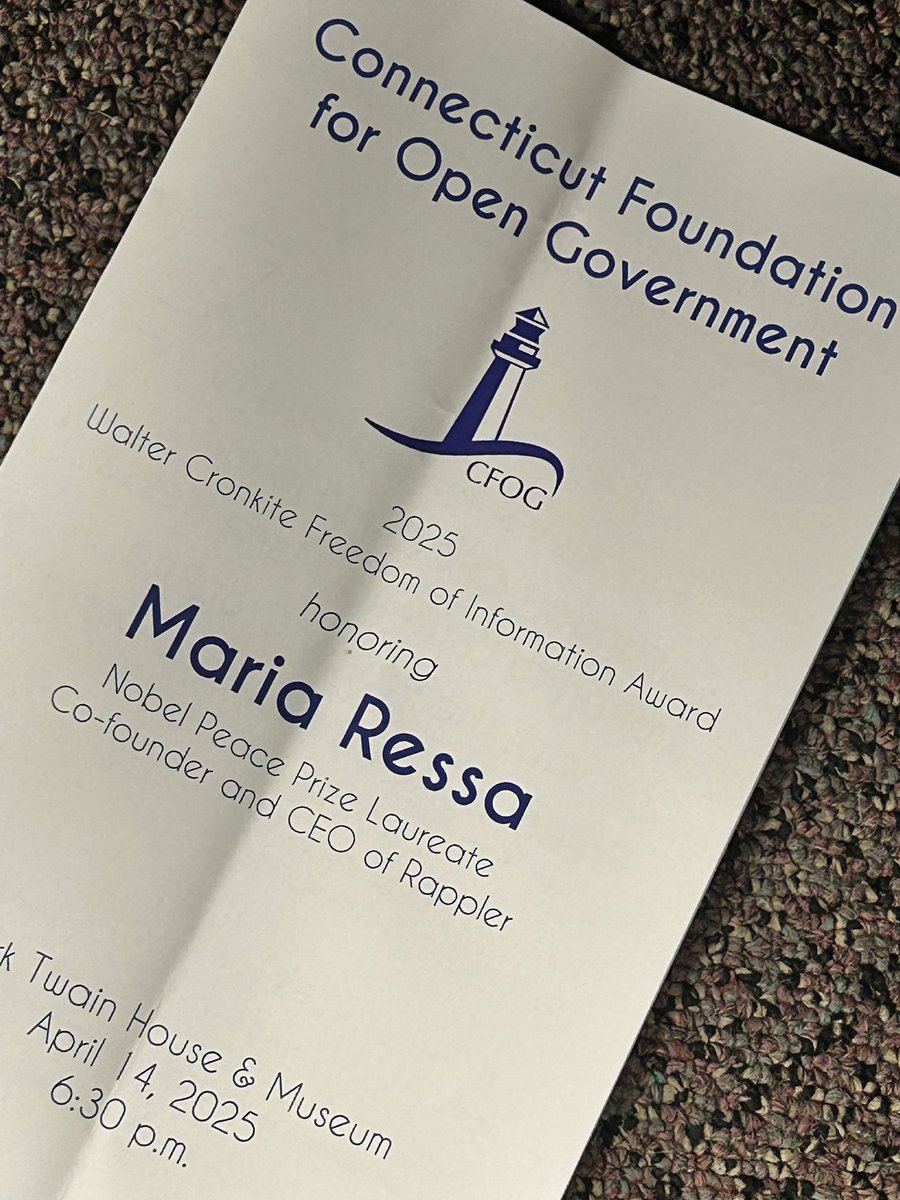 Connecticut Foundation
for Open Government
CFOG
2025
Walter Cronkite Freedom of Information Award
honoring
Maria Ressa
Nobel Peace Prize Laureate
Co-founder and CEO of Rappler
rk Twain House & Museum
April 14, 2025
6:30 p.m.